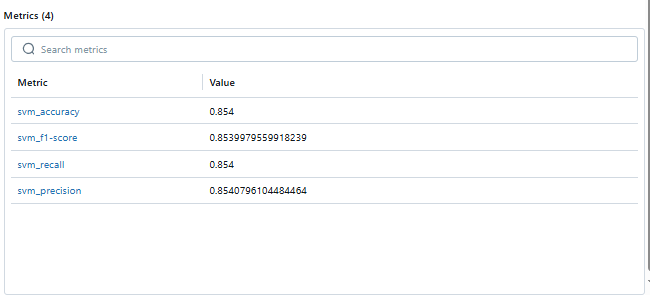 Metrics (4)
Search metrics
Metric Value
svm_accuracy 0.854
svm_f1-score 0.8539979559918239
svm_recall 0.854
svm_precision 0.8540796104484464